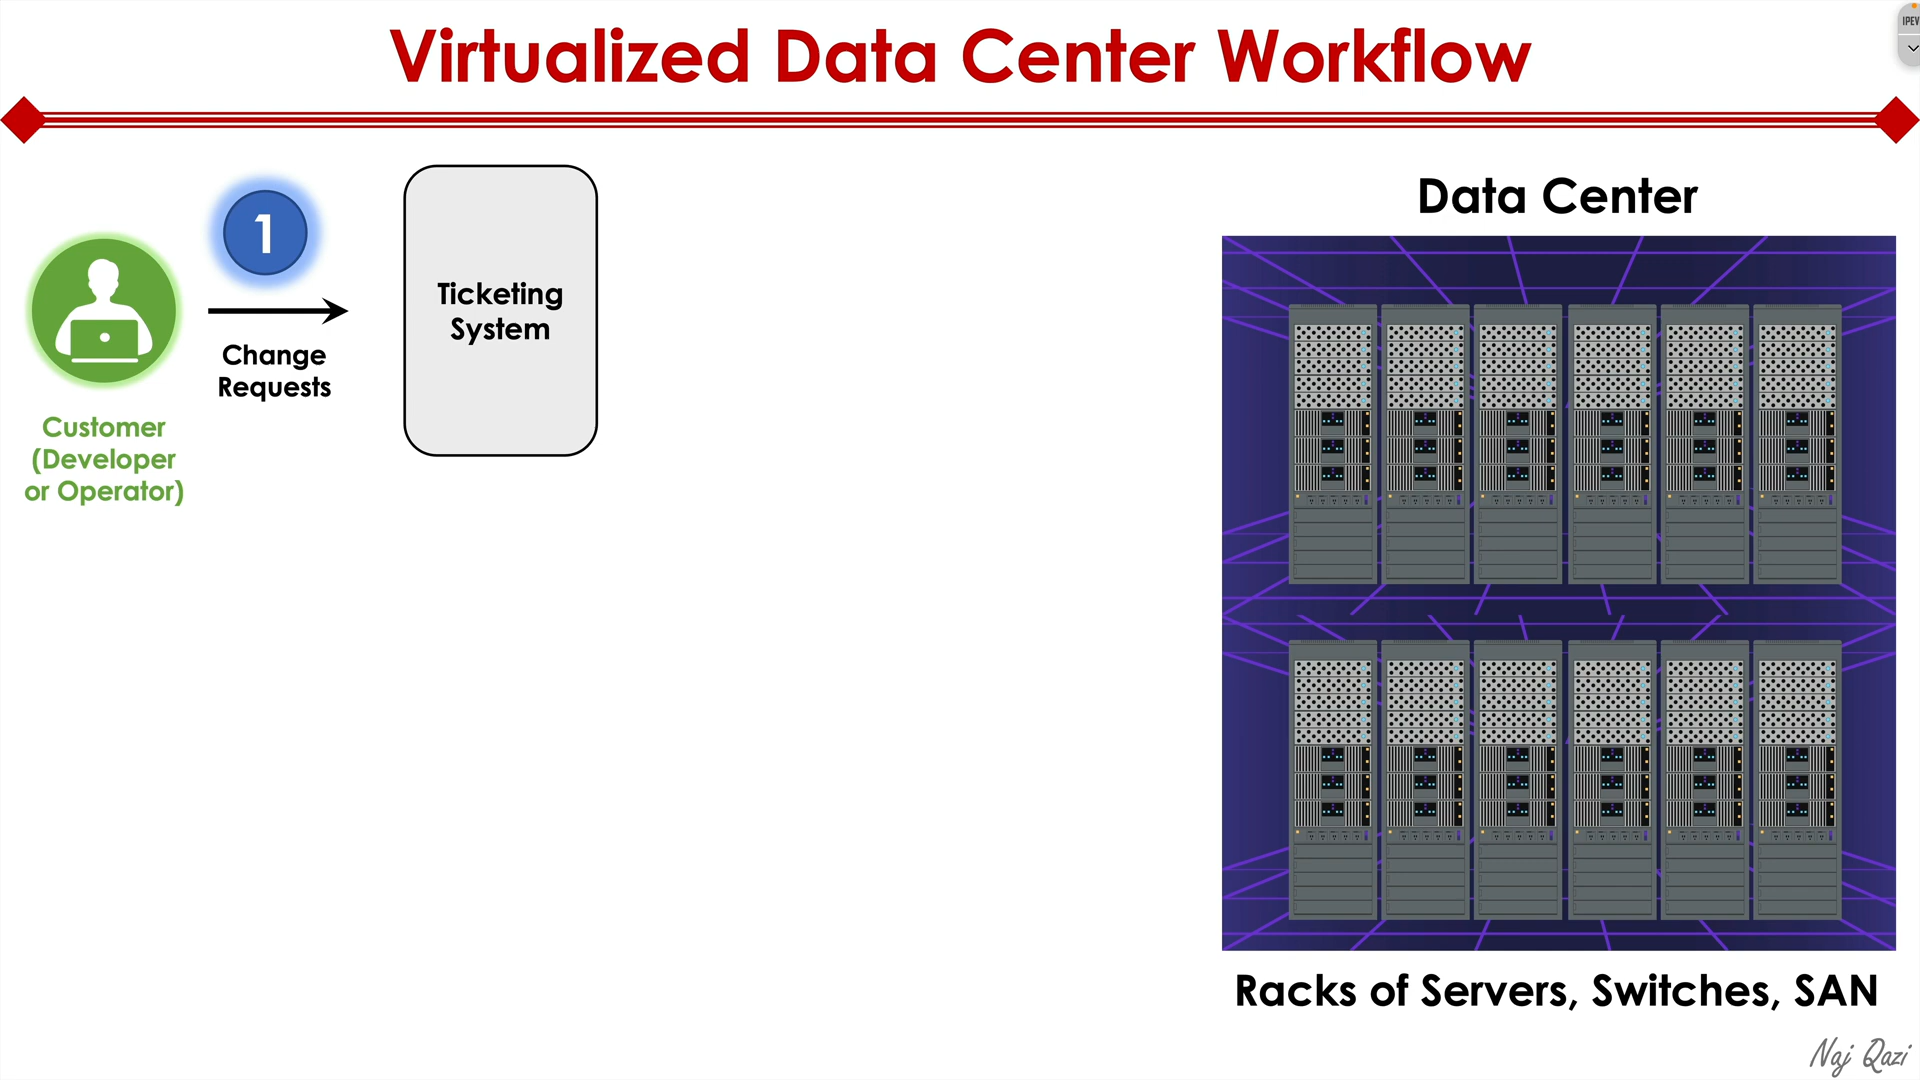 Virtualized Data Center Workflow
IPEV
1
Change
Requests
Customer
(Developer
or Operator)
Ticketing
System
Data Center
Racks of Servers, Switches, SAN
Naj Qazi